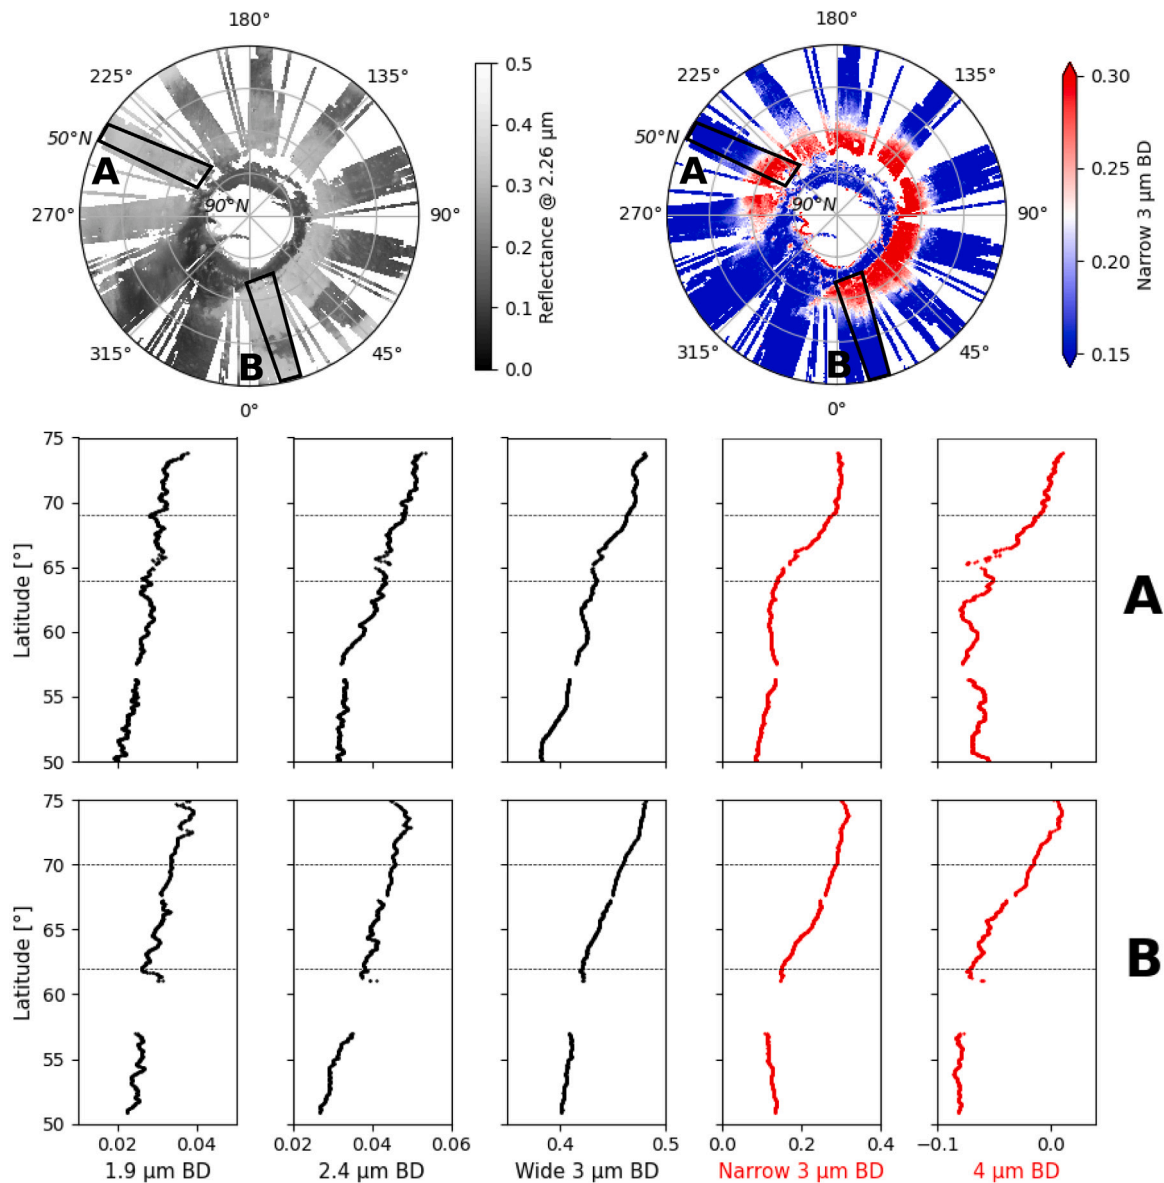 180°
180°
225°
135°
225°
135°
50°N
50°N
A
A
270°
90°N
90°
270°
90°N
90°
315°
B
45°
315°
B
45°
0°
0°
0.5
0.4
0.3
0.2
0.1
0.0
Reflectance @ 2.26 µm
0.30
0.25
0.20
0.15
Narrow 3 µm BD
75
70
65
60
55
50
Latitude [°]
A
75
70
65
60
55
50
Latitude [°]
B
0.02 0.04
0.02 0.04 0.06
0.4 0.5
0.0 0.2 0.4
−0.1 0.0
1.9 µm BD
2.4 µm BD
Wide 3 µm BD
Narrow 3 µm BD
4 µm BD